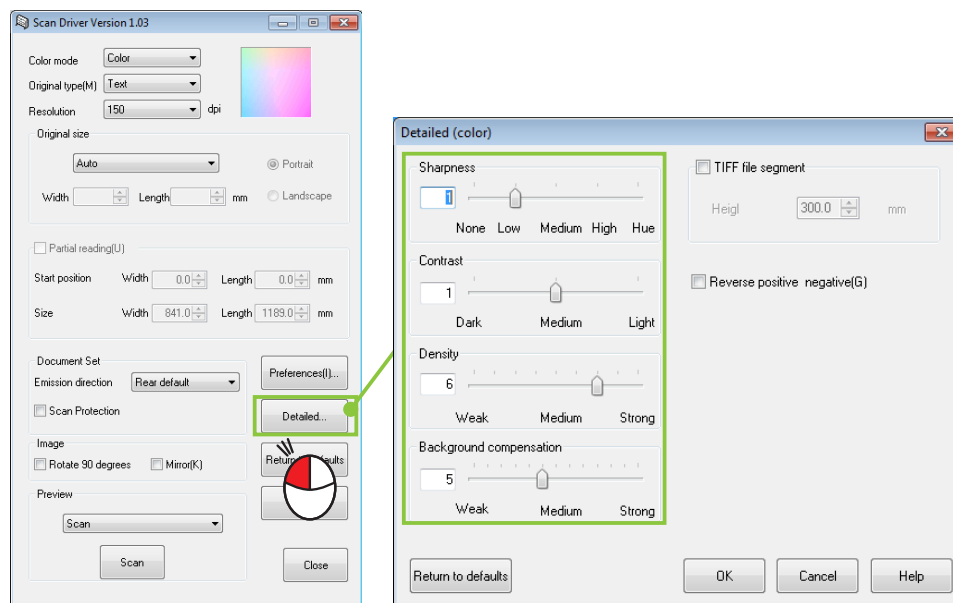 Scan Driver Version 1.03
Color mode Color
Original type(M) Text
Resolution 150 dpi
Original size
Auto Portrait
Width Length mm Landscape
Partial reading(U)
Start position Width 0.0 Length 0.0 mm
Size Width 841.0 Length 1189.0 mm
Document Set
Emission direction Rear default
Scan Protection
Preferences(I)...
Detailed...
Image
Rotate 90 degrees Mirror(K)
Preview
Scan
Scan
Close
Detailed (color)
Sharpness
1
None Low Medium High Hue
Contrast
1
Dark Medium Light
Density
6
Weak Medium Strong
Background compensation
5
Weak Medium Strong
TIFF file segment
Heigl 300.0 mm
Reverse positive negative(G)
Return to defaults OK Cancel Help